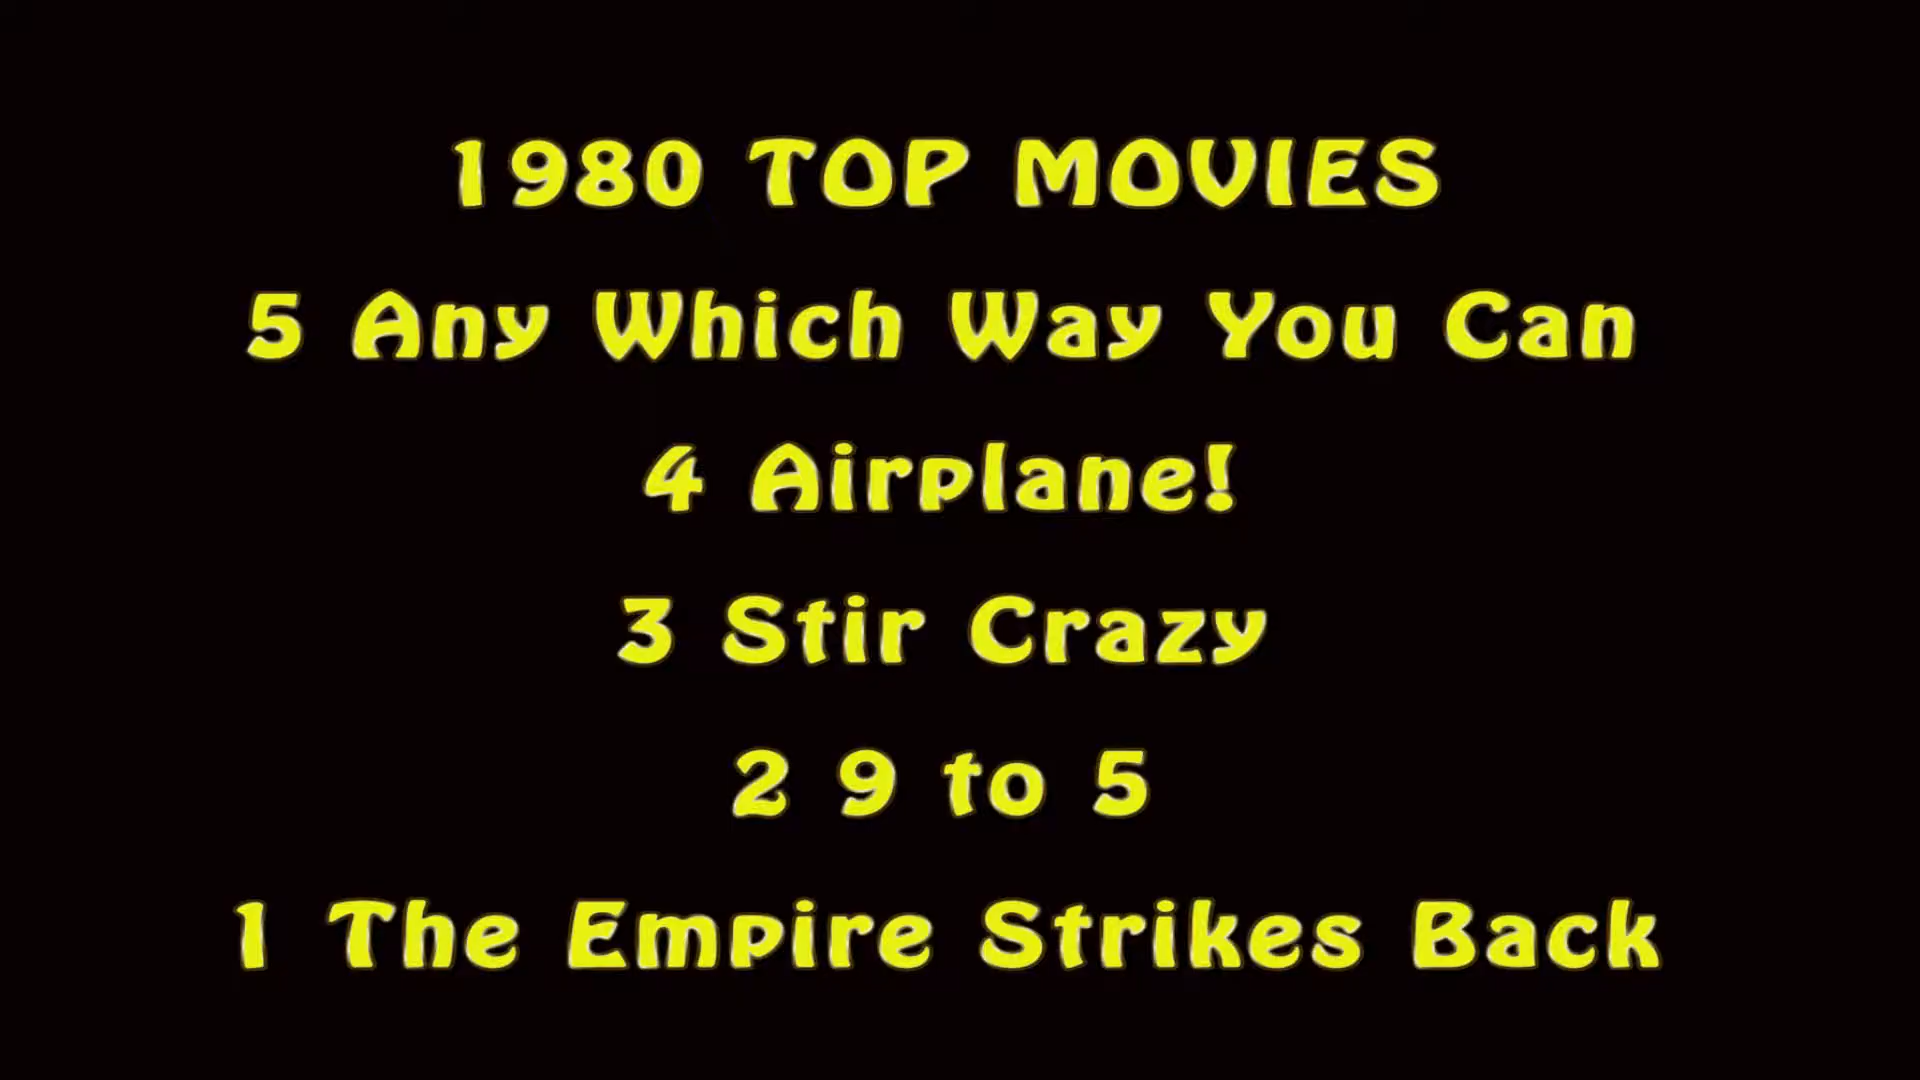 1980 TOP MOVIES
5 Any Which Way You Can
4 Airplane!
3 Stir Crazy
2 9 to 5
1 The Empire Strikes Back